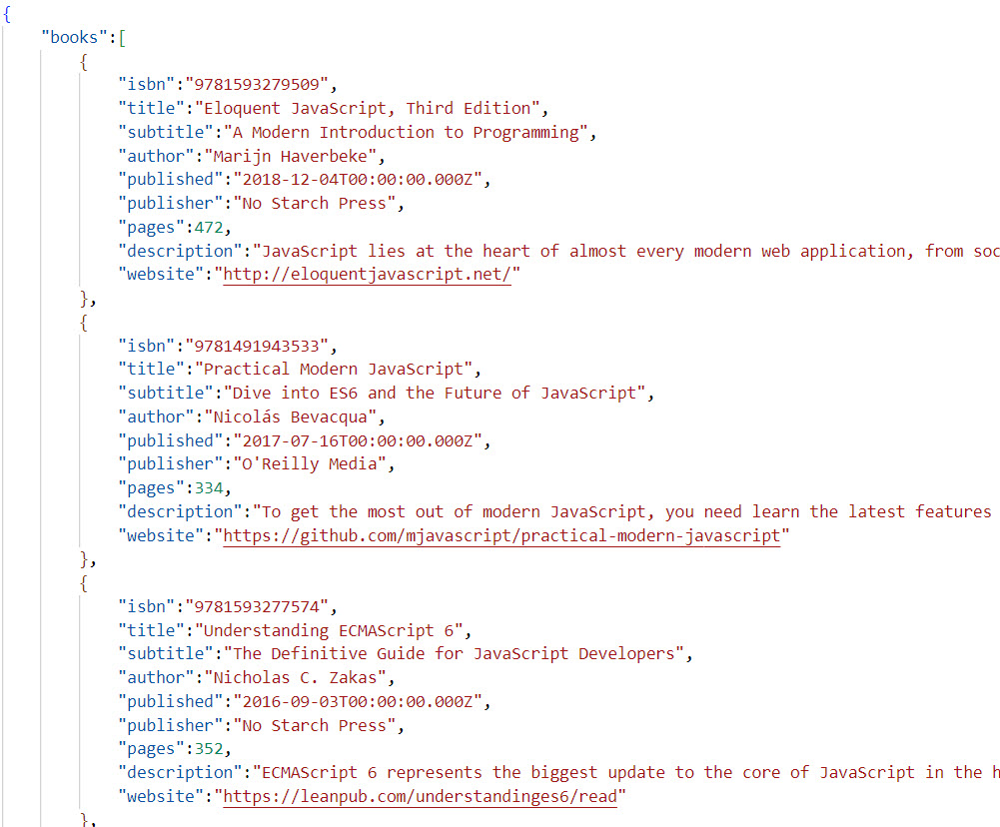 {
"books":[
{
"isbn":"9781593279509",
"title":"Eloquent JavaScript, Third Edition",
"subtitle":"A Modern Introduction to Programming",
"author":"Marijn Haverbeke",
"published":"2018-12-04T00:00:00.000Z",
"publisher":"No Starch Press",
"pages":472,
"description":"JavaScript lies at the heart of almost every modern web application, from soc
"website":"http://eloquentjavascript.net/"
},
{
"isbn":"9781491943533",
"title":"Practical Modern JavaScript",
"subtitle":"Dive into ES6 and the Future of JavaScript",
"author":"Nicolás Bevacqua",
"published":"2017-07-16T00:00:00.000Z",
"publisher":"O'Reilly Media",
"pages":334,
"description":"To get the most out of modern JavaScript, you need learn the latest features
"website":"https://github.com/mjavascript/practical-modern-javascript"
},
{
"isbn":"9781593277574",
"title":"Understanding ECMAScript 6",
"subtitle":"The Definitive Guide for JavaScript Developers",
"author":"Nicholas C. Zakas",
"published":"2016-09-03T00:00:00.000Z",
"publisher":"No Starch Press",
"pages":352,
"description":"ECMAScript 6 represents the biggest update to the core of JavaScript in the h
"website":"https://leanpub.com/understandinges6/read"
},